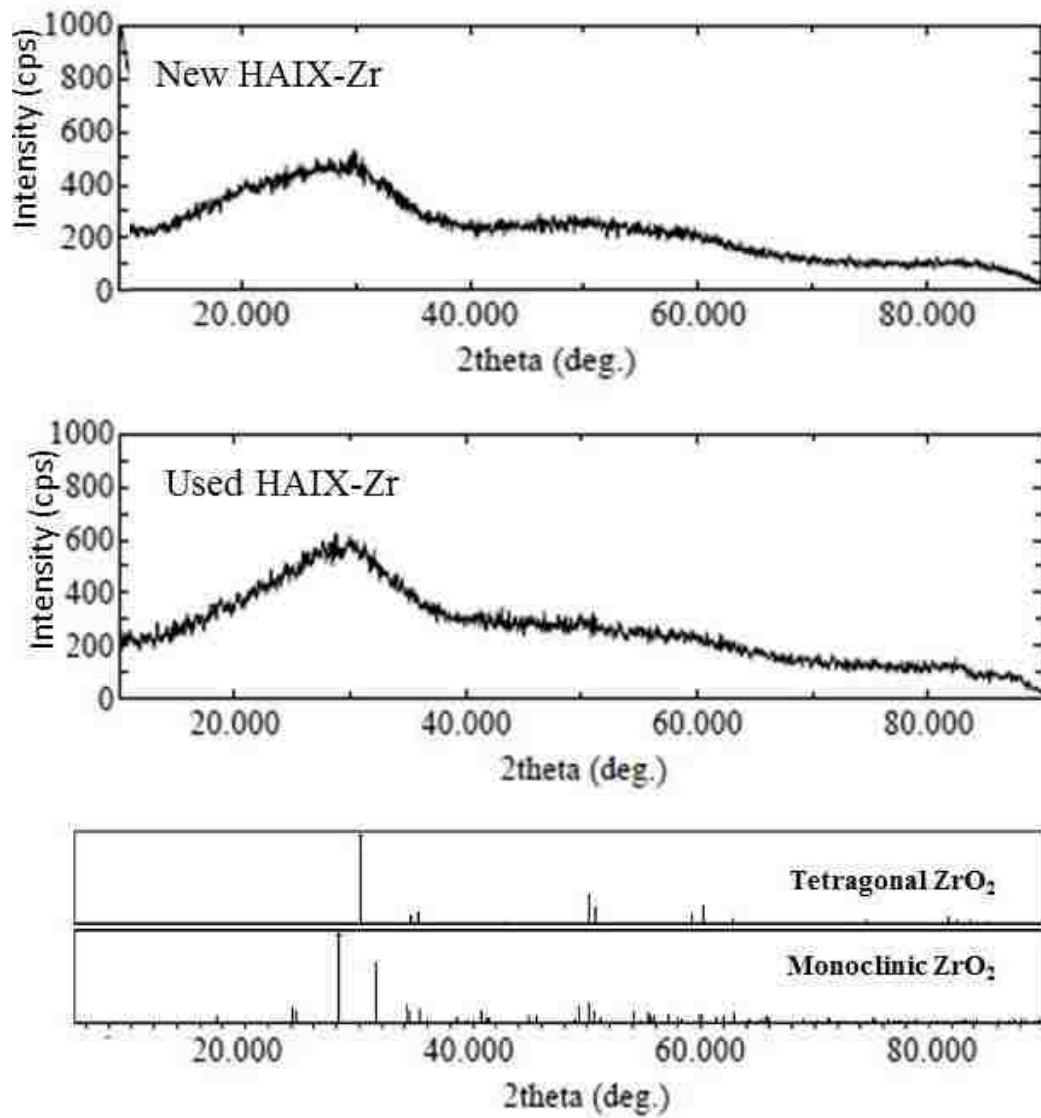 Intensity (cps)
1000
800
600
400
200
0
New HAIX-Zr
20.000 40.000 60.000 80.000
2theta (deg.)
Intensity (cps)
1000
800
600
400
200
0
Used HAIX-Zr
20.000 40.000 60.000 80.000
2theta (deg.)
Tetragonal ZrO₂
Monoclinic ZrO₂
20.000 40.000 60.000 80.000
2theta (deg.)